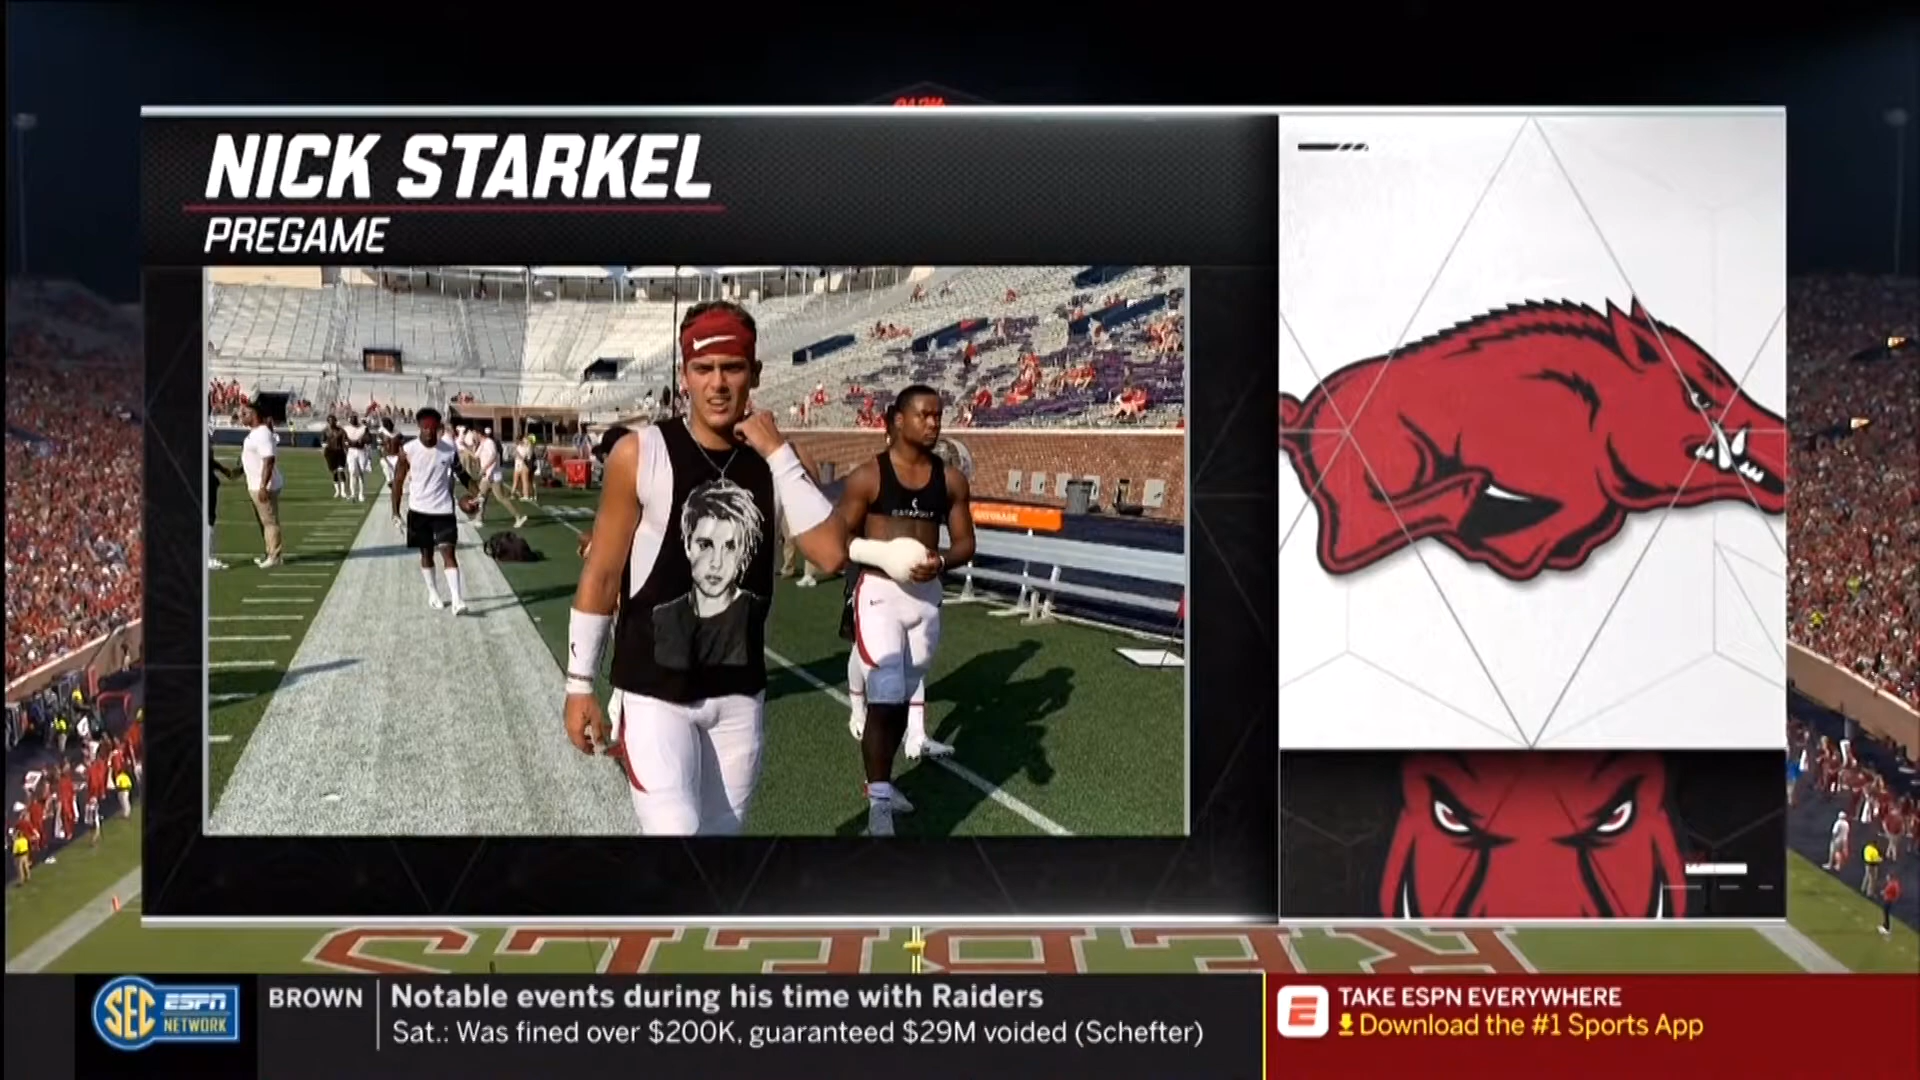 NICK STARKEL
PREGAME
GATORADE
CATAPULT
REBELS
SEC
ESPN
NETWORK
BROWN
Notable events during his time with Raiders
Sat.: Was fined over $200K, guaranteed $29M voided (Schefter)
TAKE ESPN EVERYWHERE
Download the #1 Sports App